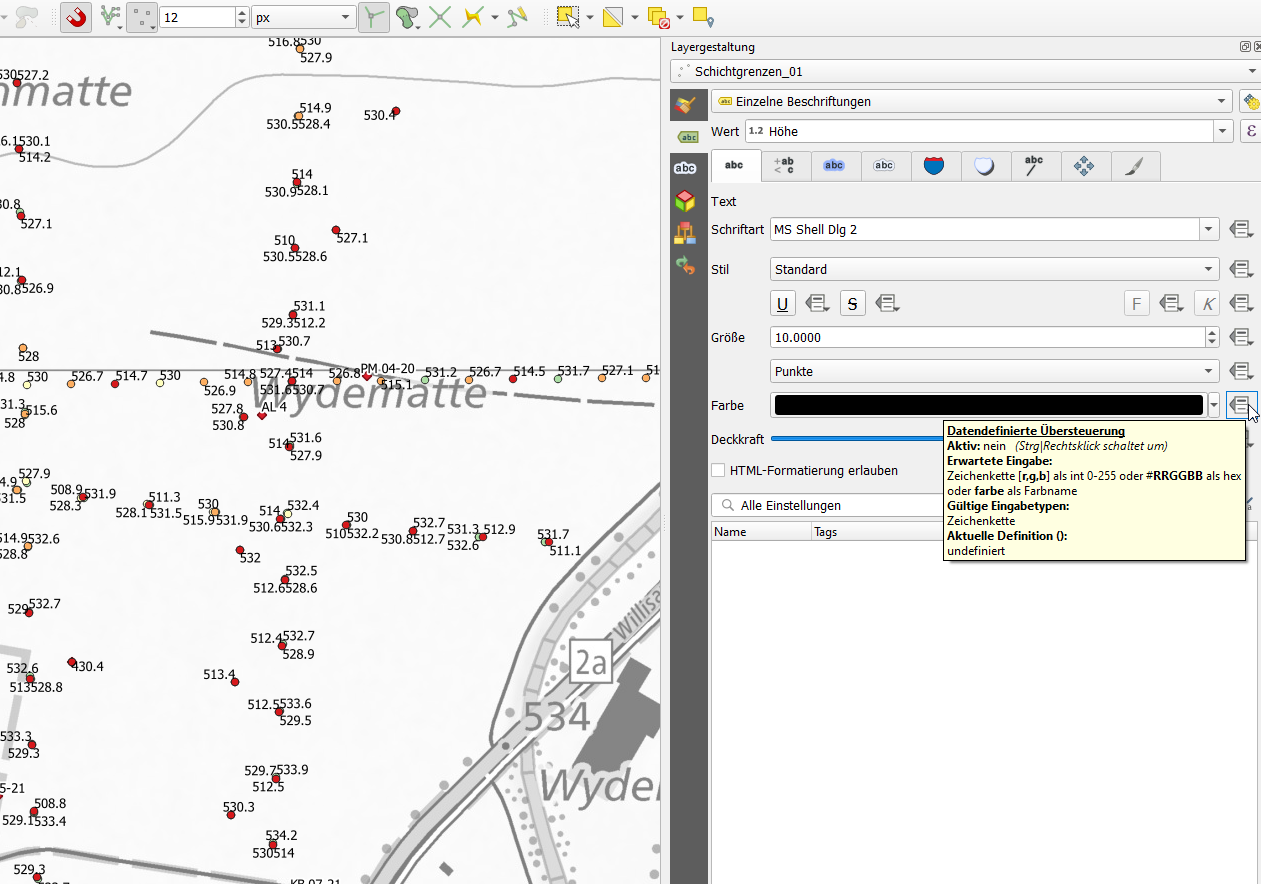 12
px
Layergestaltung
Schichtgrenzen_01
Einzelne Beschriftungen
Wert 1.2 Höhe
ε
abc
abc
abc +ab < c abc abc abc
Text
Schriftart MS Shell Dlg 2
Stil Standard
U S F K
Größe 10.0000
Punkte
Farbe
Deckkraft
HTML-Formatierung erlauben
Alle Einstellungen
Name Tags
Datendefinierte Übersteuerung
Aktiv: nein (Strg|Rechtsklick schaltet um)
Erwartete Eingabe:
Zeichenkette [r,g,b] als int 0-255 oder #RRGGBB als hex
oder farbe als Farbname
Gültige Eingabetypen:
Zeichenkette
Aktuelle Definition ():
undefiniert
516.8530
527.9
530527.2
matte
514.9
530.5528.4
530.4
6.1530.1
514.2
514
530.9528.1
30.8
527.1
510
530.5528.6
527.1
12.1
30.8526.9
531.1
529.3512.2
513530.7
528
4.8 530 526.7 514.7 530
526.9
514.8 527.4514
531.6530.7
526.8
PM 04-20
515.1
531.2 526.7 514.5 531.7 527.1 51
Wydematte
31.3 515.6
528
527.8
530.8
AL 4
531.6
514
527.9
527.9
4.9
531.5
508.9 531.9
528.3
511.3
528.1 531.5
530
515.9531.9
532.4
514
530.6532.3
530
510532.2
532.7
530.8512.7
531.3 512.9
532.6
531.7
511.1
514.9532.6
528.8
532
532.5
512.6528.6
529 532.7
512.4532.7
528.9
430.4
532.6
513528.8
513.4
512.5533.6
529.5
533.3
529.3
529.7533.9
512.5
5-21
508.8
529.1533.4
530.3
534.2
530514
529.3
KB 07-21
Willisa
2a
534
Wyde